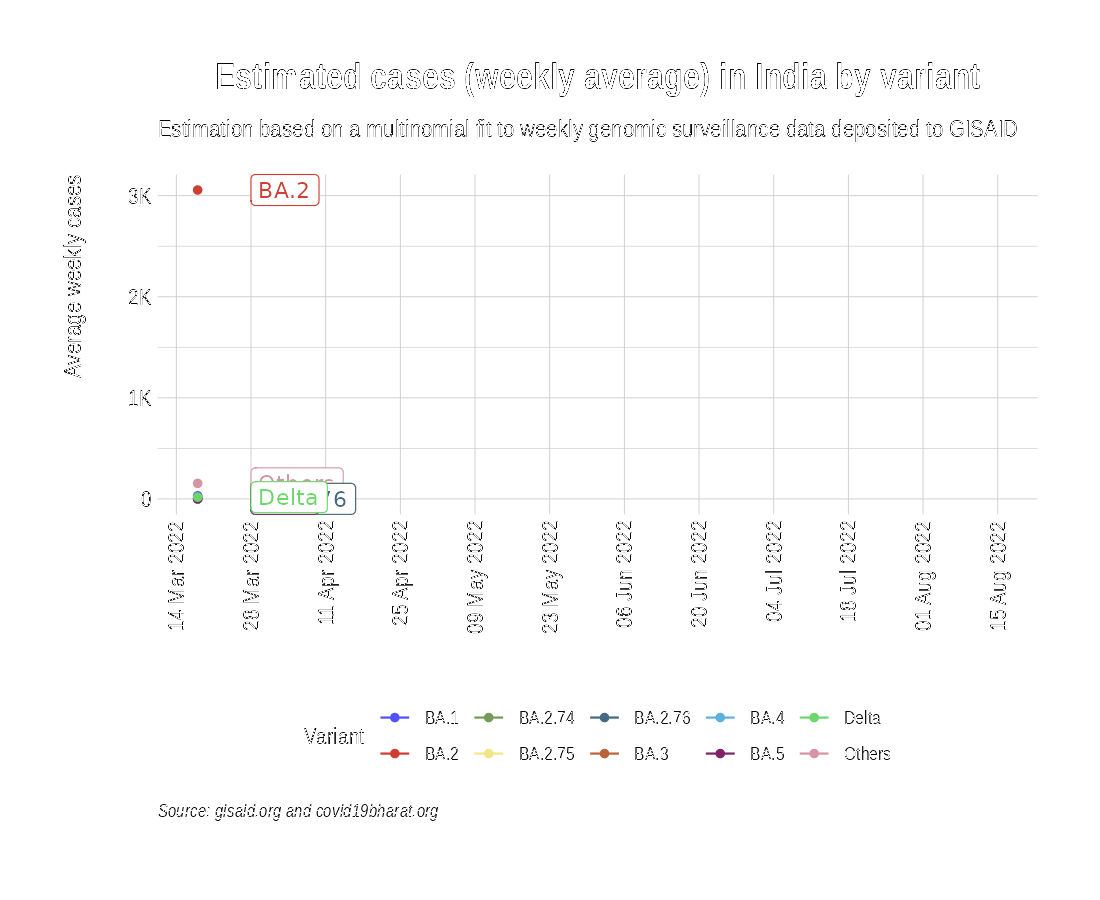 Estimated cases (weekly average) in India by variant
Estimation based on a multinomial fit to weekly genomic surveillance data deposited to GISAID
Average weekly cases
3K
2K
1K
0
BA.2
Others
Delta
76
14 Mar 2022
28 Mar 2022
11 Apr 2022
25 Apr 2022
09 May 2022
23 May 2022
06 Jun 2022
20 Jun 2022
04 Jul 2022
18 Jul 2022
01 Aug 2022
15 Aug 2022
Variant
BA.1 BA.2.74 BA.2.76 BA.4 Delta
BA.2 BA.2.75 BA.3 BA.5 Others
Source: gisaid.org and covid19bharat.org